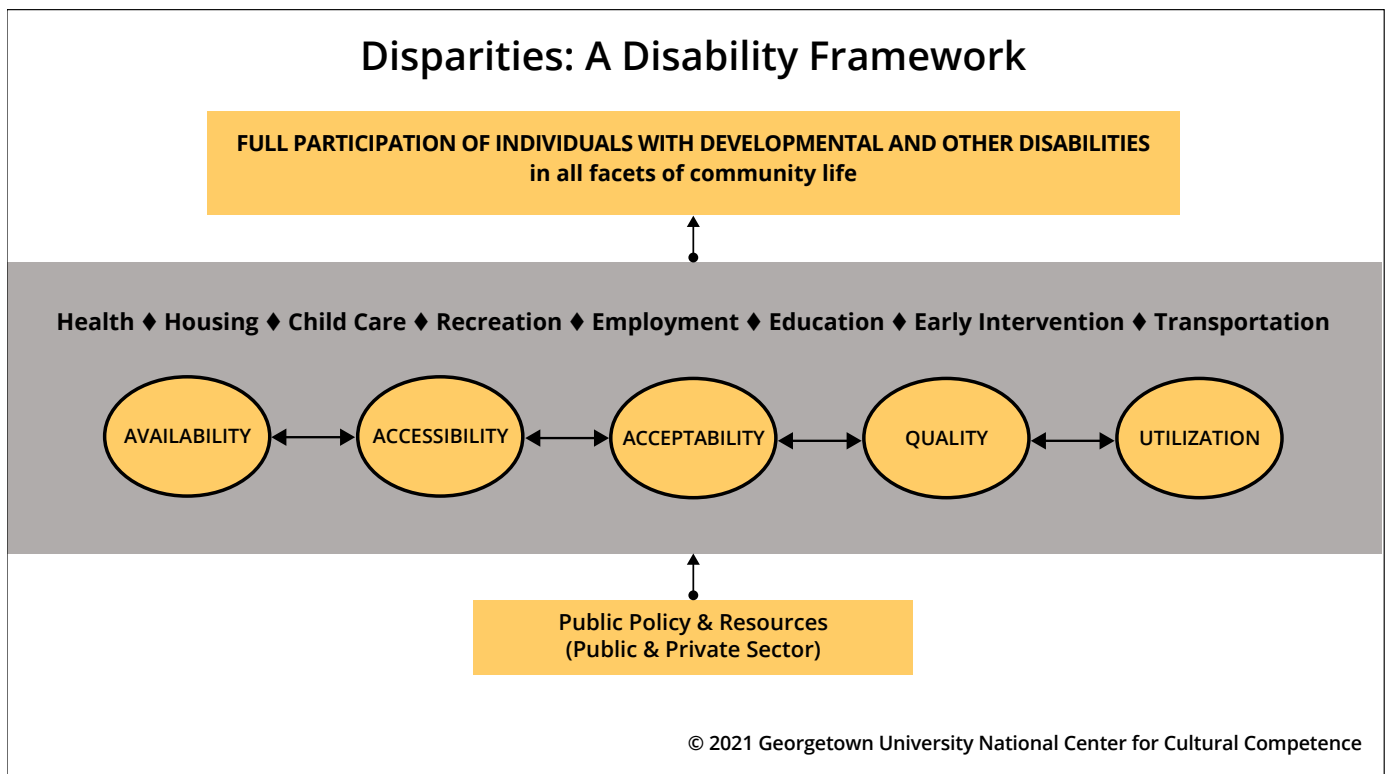 Disparities: A Disability Framework
FULL PARTICIPATION OF INDIVIDUALS WITH DEVELOPMENTAL AND OTHER DISABILITIES
in all facets of community life
Health ♦ Housing ♦ Child Care ♦ Recreation ♦ Employment ♦ Education ♦ Early Intervention ♦ Transportation
AVAILABILITY
ACCESSIBILITY
ACCEPTABILITY
QUALITY
UTILIZATION
Public Policy & Resources
(Public & Private Sector)
© 2021 Georgetown University National Center for Cultural Competence